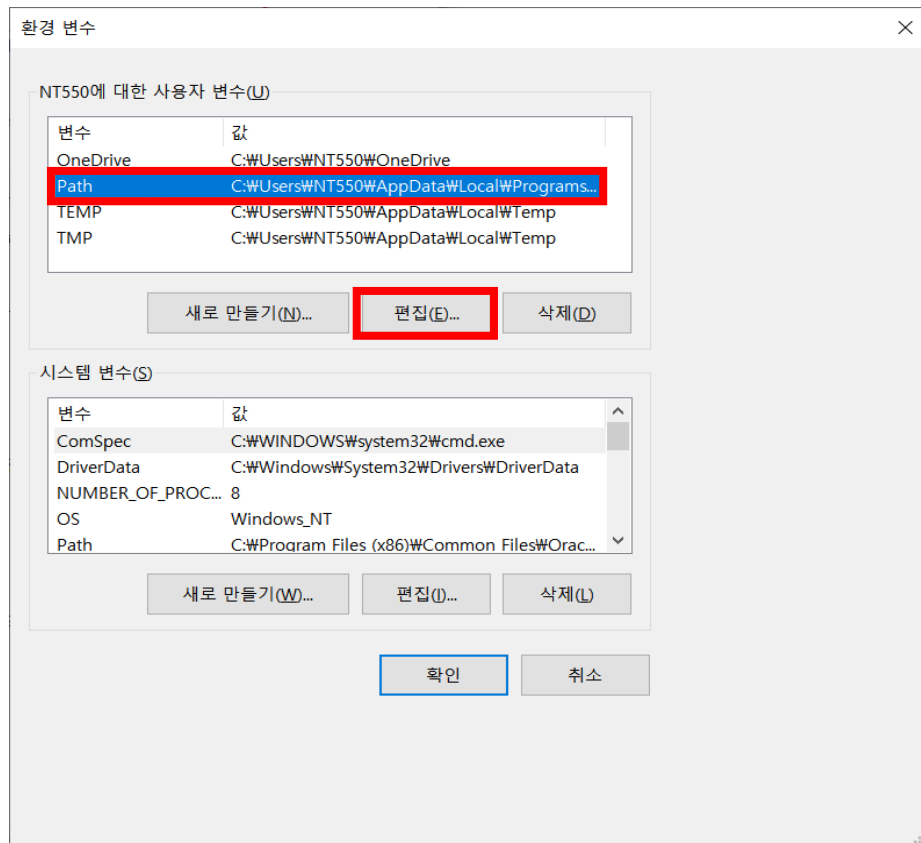 환경 변수
NT550에 대한 사용자 변수(U)
변수 값
OneDrive C:₩Users₩NT550₩OneDrive
Path C:₩Users₩NT550₩AppData₩Local₩Programs...
TEMP C:₩Users₩NT550₩AppData₩Local₩Temp
TMP C:₩Users₩NT550₩AppData₩Local₩Temp
새로 만들기(N)... 편집(E)... 삭제(D)
시스템 변수(S)
변수 값
ComSpec C:₩WINDOWS₩system32₩cmd.exe
DriverData C:₩Windows₩System32₩Drivers₩DriverData
NUMBER_OF_PROC... 8
OS Windows_NT
Path C:₩Program Files (x86)₩Common Files₩Orac...
새로 만들기(W)... 편집(I)... 삭제(L)
확인 취소